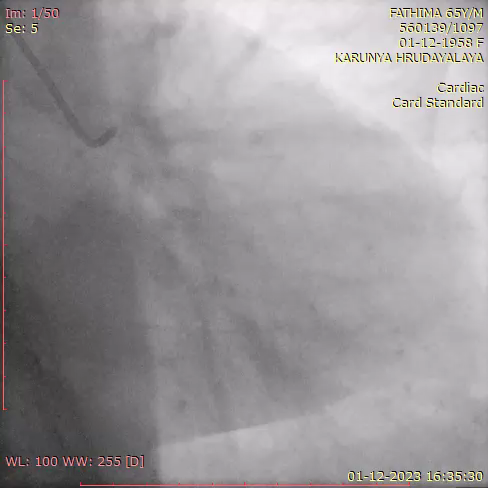 Im: 1/50
Se: 5
FATHIMA 65Y/M
560139/1097
01-12-1958 F
KARUNYA HRUDAYALAYA
Cardiac
Card Standard
WL: 100 WW: 255 [D]
01-12-2023 16:35:30